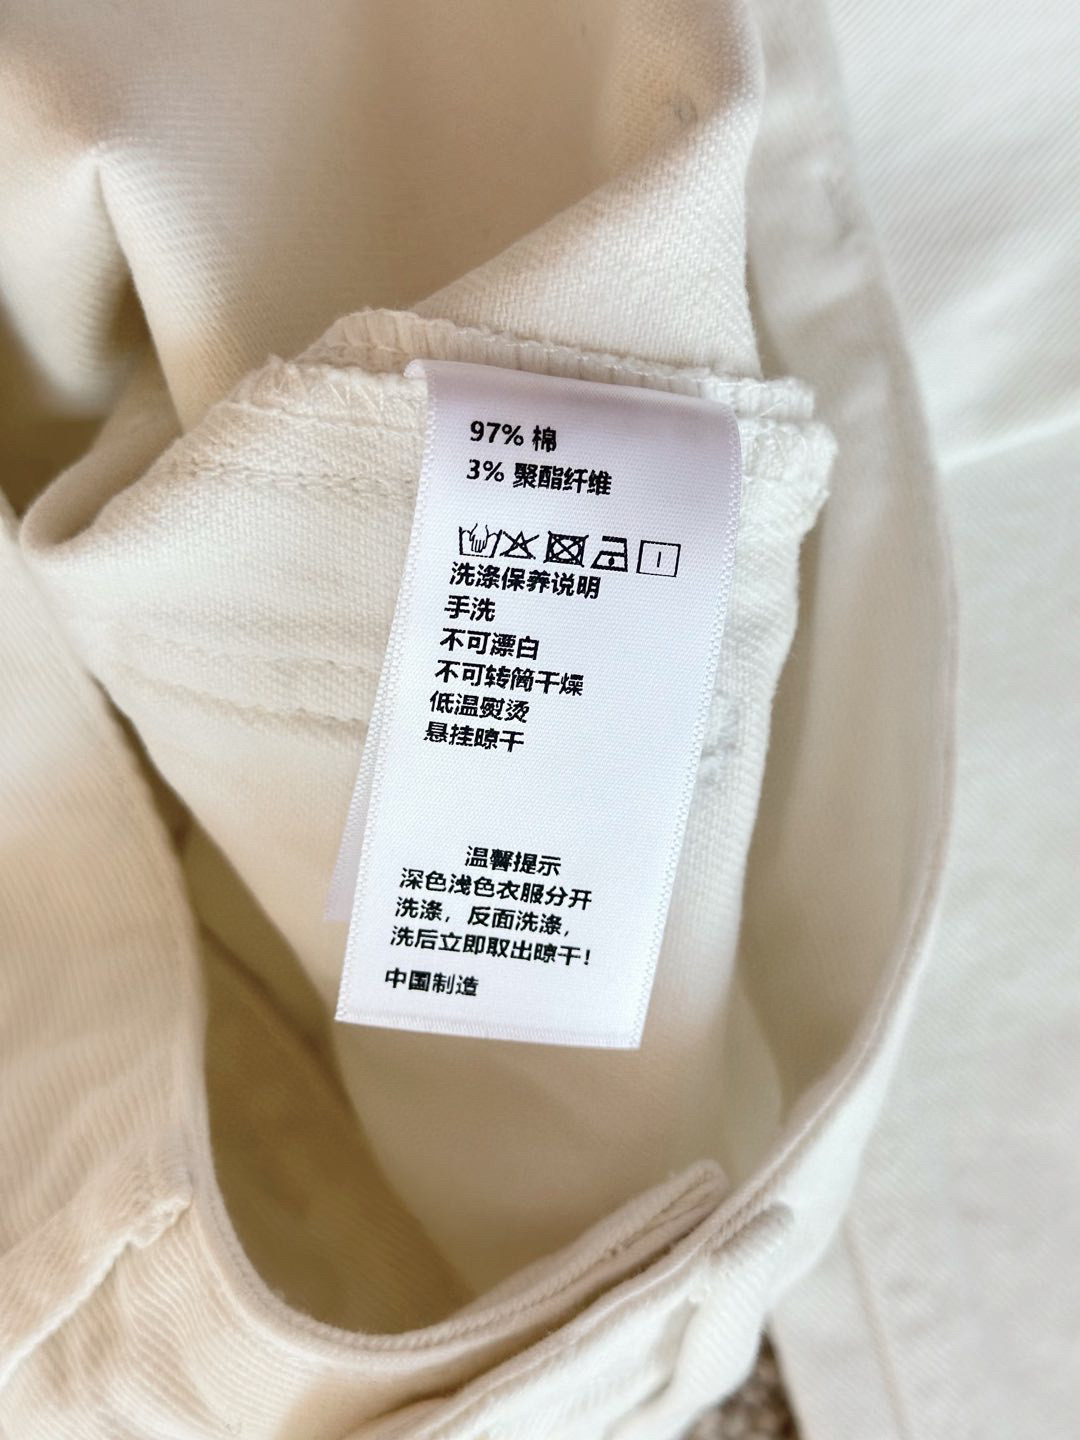 97% 棉
3% 聚酯纤维
洗涤保养说明
手洗
不可漂白
不可转筒干燥
低温熨烫
悬挂晾干
温馨提示
深色浅色衣服分开
洗涤，反面洗涤，
洗后立即取出晾干！
中国制造